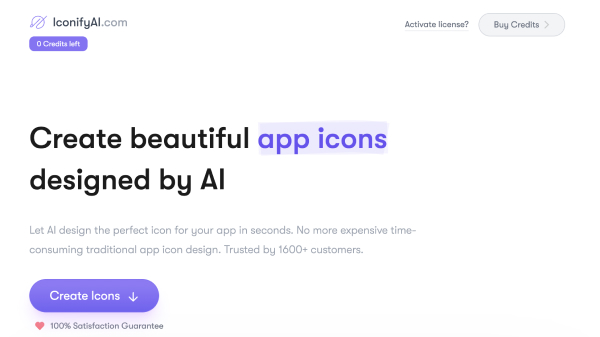 IconifyAI.com
0 Credits left
Activate license?
Buy Credits
Create beautiful app icons
designed by AI
Let AI design the perfect icon for your app in seconds. No more expensive time-
consuming traditional app icon design. Trusted by 1600+ customers.
Create Icons
100% Satisfaction Guarantee